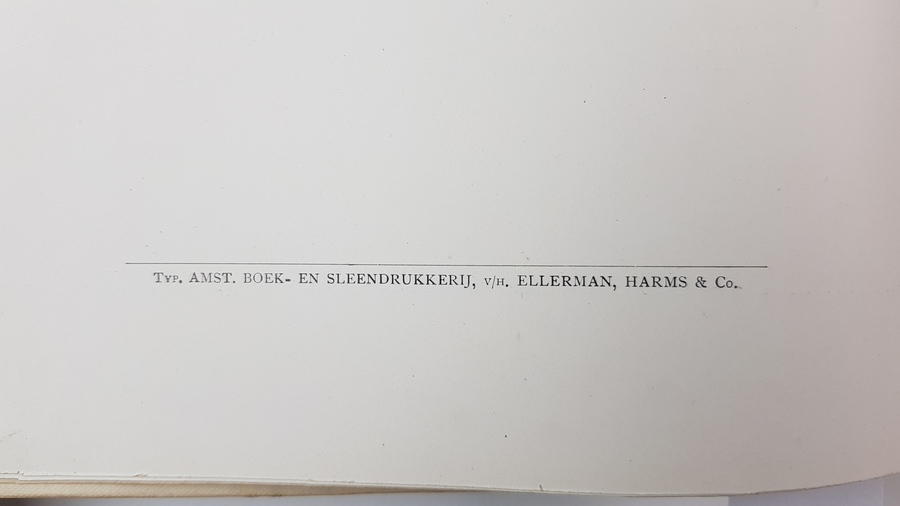 Typ. AMST. BOEK- EN SLEENDRUKKERIJ, v/h. ELLERMAN, HARMS & Co.